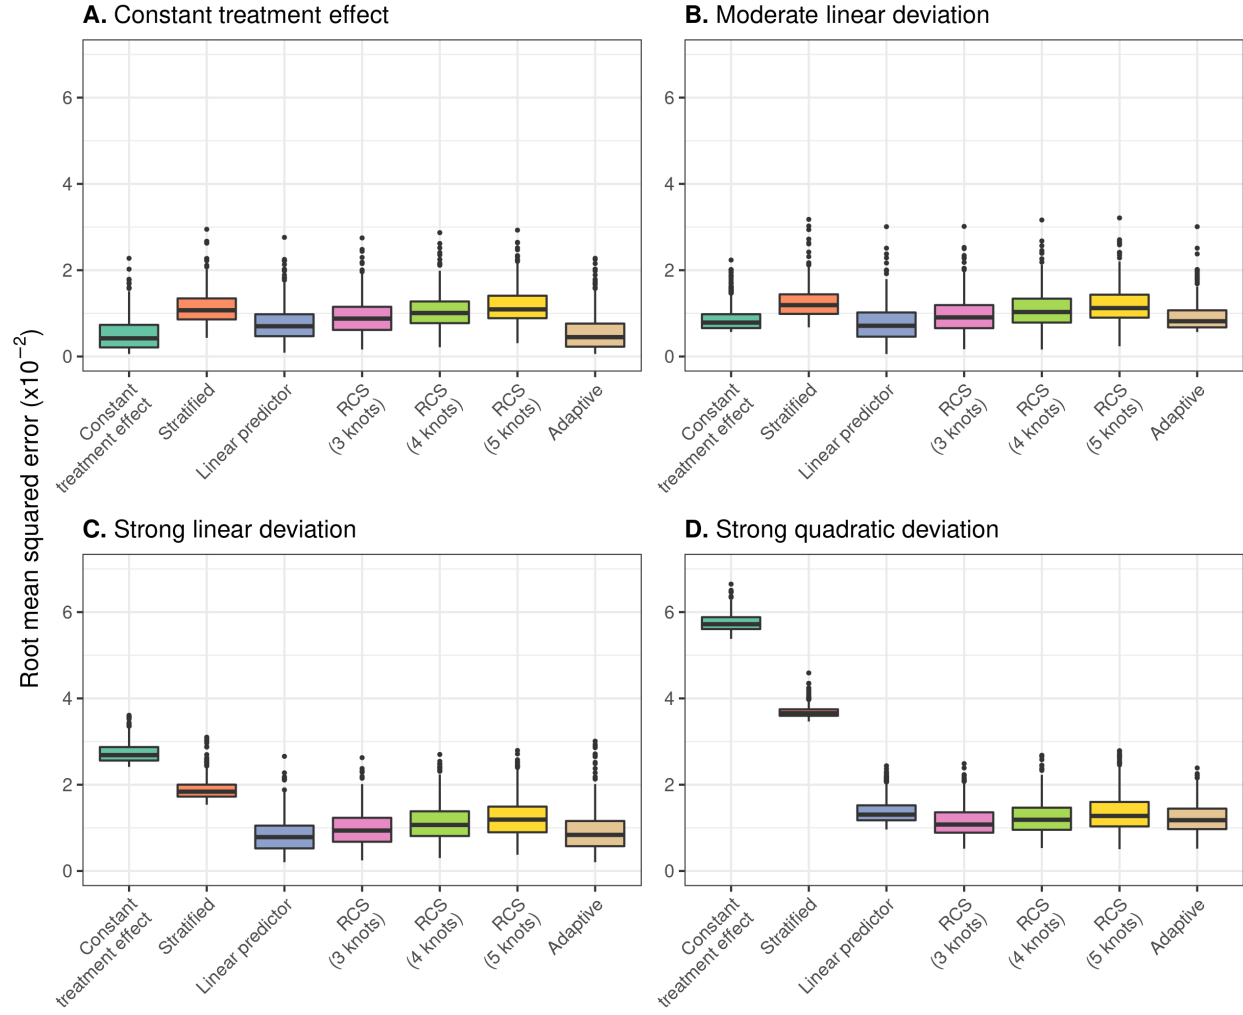 A. Constant treatment effect
B. Moderate linear deviation
6
4
2
0
Constant
treatment effect
Stratified
Linear predictor
RCS
(3 knots)
RCS
(4 knots)
RCS
(5 knots)
Adaptive
6
4
2
0
Constant
treatment effect
Stratified
Linear predictor
RCS
(3 knots)
RCS
(4 knots)
RCS
(5 knots)
Adaptive
Root mean squared error (x10⁻²)
C. Strong linear deviation
D. Strong quadratic deviation
6
4
2
0
Constant
treatment effect
Stratified
Linear predictor
RCS
(3 knots)
RCS
(4 knots)
RCS
(5 knots)
Adaptive
6
4
2
0
Constant
treatment effect
Stratified
Linear predictor
RCS
(3 knots)
RCS
(4 knots)
RCS
(5 knots)
Adaptive